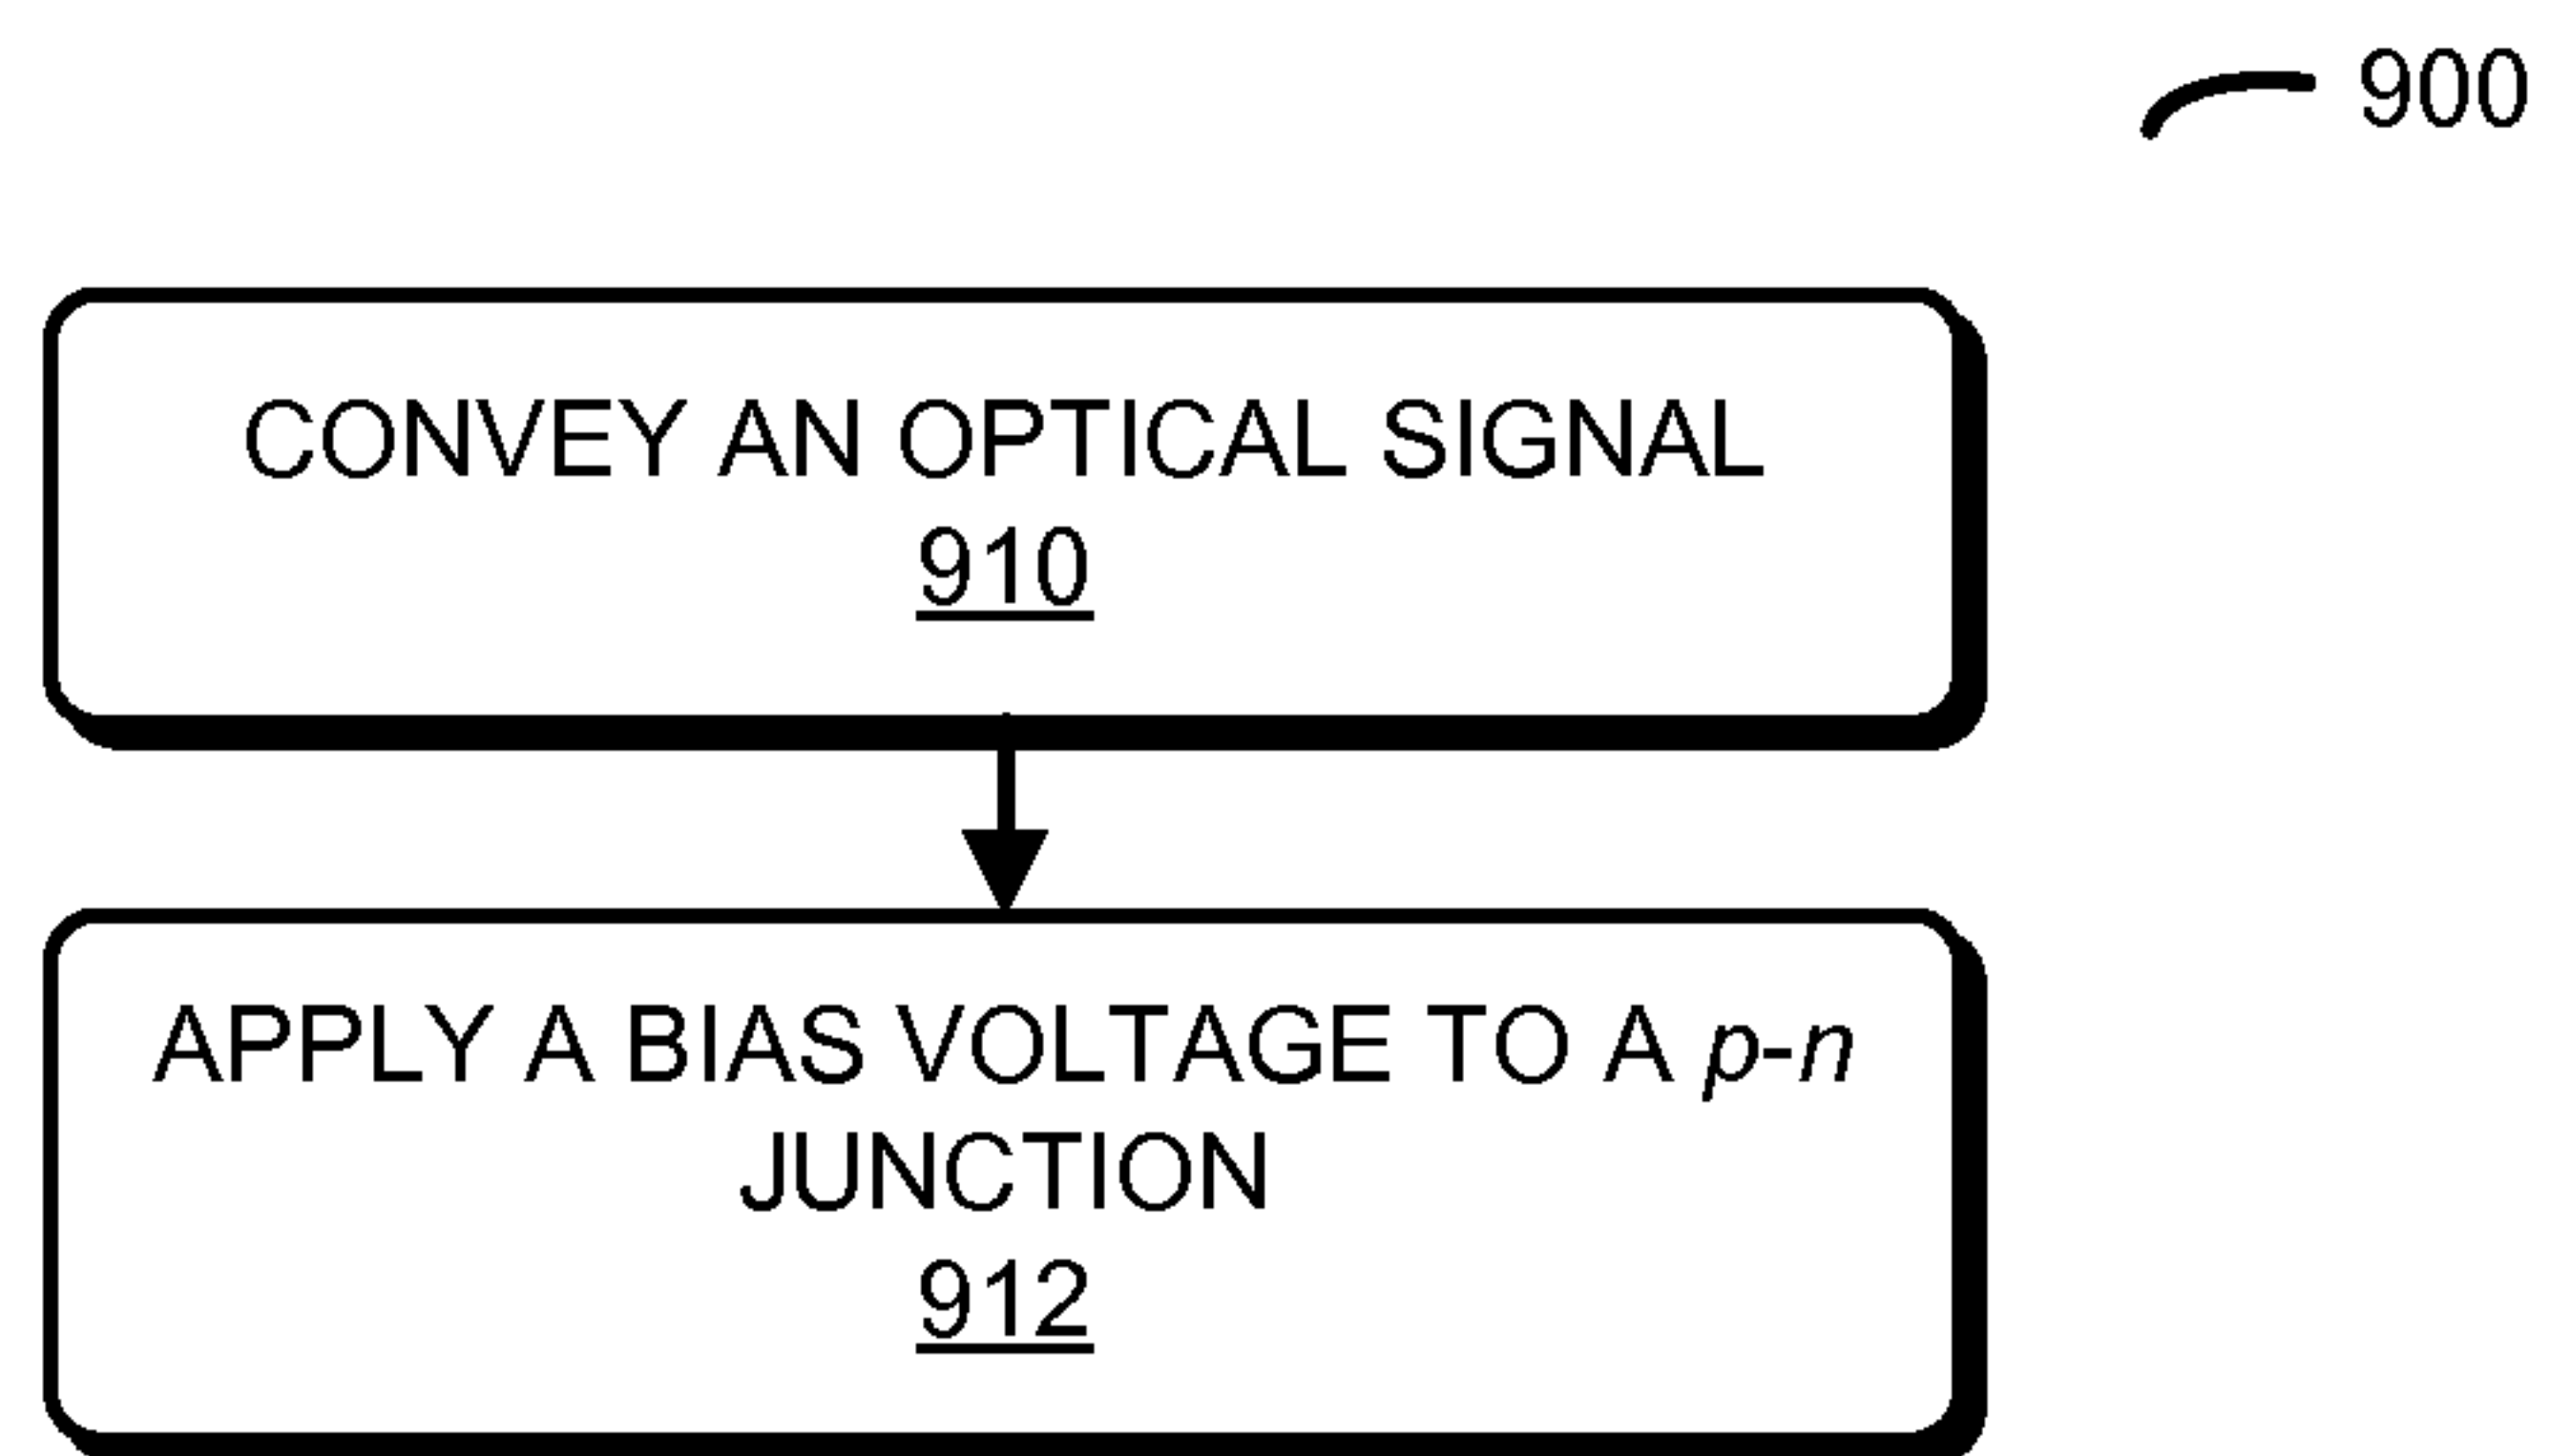 900
CONVEY AN OPTICAL SIGNAL
910
APPLY A BIAS VOLTAGE TO A p-n
JUNCTION
912